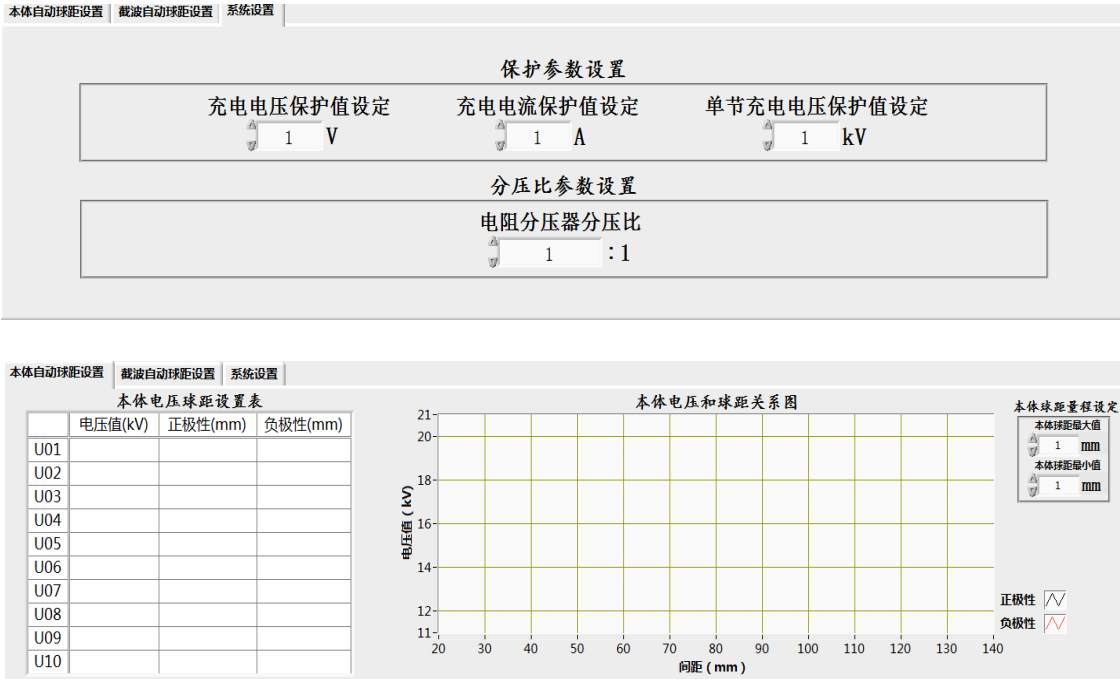 本体自动球距设置 截波自动球距设置 系统设置
保护参数设置
充电电压保护值设定 充电电流保护值设定 单节充电电压保护值设定
1 V 1 A 1 kV
分压比参数设置
电阻分压器分压比
1 :1
本体自动球距设置 截波自动球距设置 系统设置
本体电压球距设置表
电压值(kV) 正极性(mm) 负极性(mm)
U01
U02
U03
U04
U05
U06
U07
U08
U09
U10
本体电压和球距关系图
电压值 ( kV )
21
20
18
16
14
12
11
20 30 40 50 60 70 80 90 100 110 120 130 140
间距 ( mm )
本体球距量程设定
本体球距最大值
1 mm
本体球距最小值
1 mm
正极性
负极性